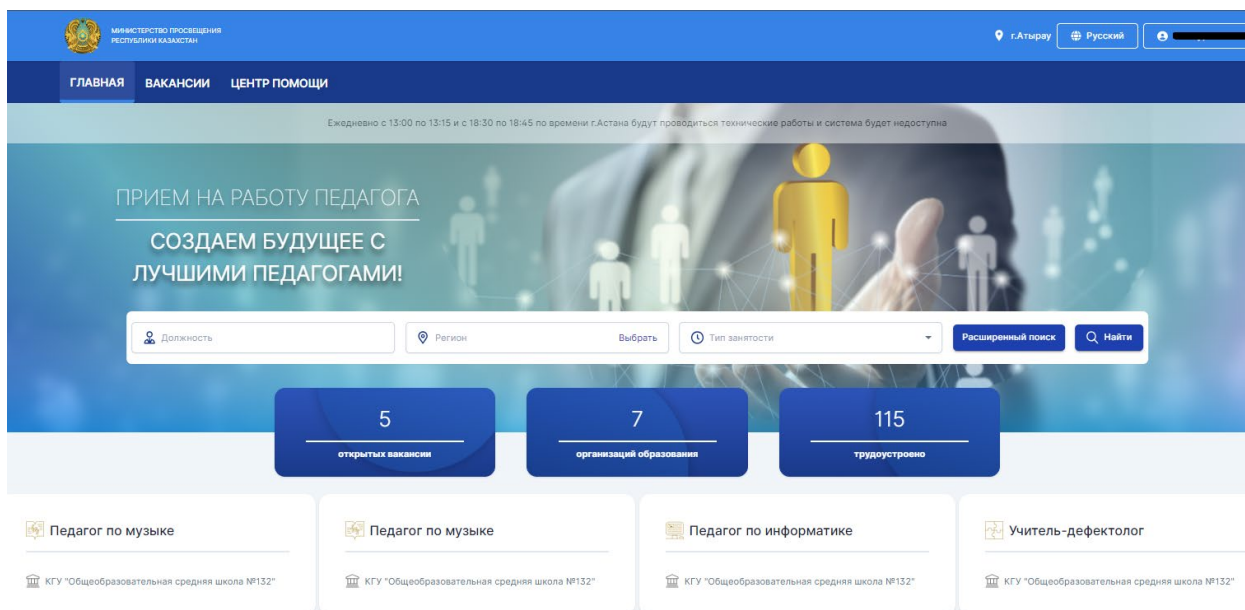 МИНИСТЕРСТВО ПРОСВЕЩЕНИЯ
РЕСПУБЛИКИ КАЗАХСТАН
г.Атырау
Русский
ГЛАВНАЯ ВАКАНСИИ ЦЕНТР ПОМОЩИ
Ежедневно с 13:00 по 13:15 и с 18:30 по 18:45 по времени г.Астана будут проводиться технические работы и система будет недоступна
ПРИЕМ НА РАБОТУ ПЕДАГОГА
СОЗДАЕМ БУДУЩЕЕ С
ЛУЧШИМИ ПЕДАГОГАМИ!
Должность Регион Выбрать Тип занятости Расширенный поиск Найти
5 7 115
открытых вакансии организаций образования трудоустроено
Педагог по музыке Педагог по музыке Педагог по информатике Учитель-дефектолог
КГУ "Общеобразовательная средняя школа №132" КГУ "Общеобразовательная средняя школа №132" КГУ "Общеобразовательная средняя школа №132" КГУ "Общеобразовательная средняя школа №132"